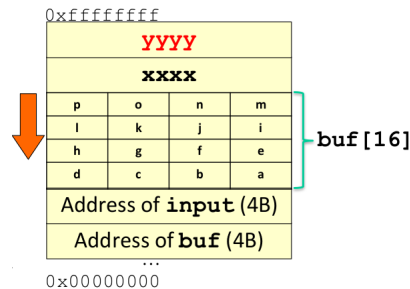 0xffffffff
yyyy
xxxx
p o n m
l k j i
buf[16]
h g f e
d c b a
Address of input (4B)
Address of buf (4B)
...
0x00000000